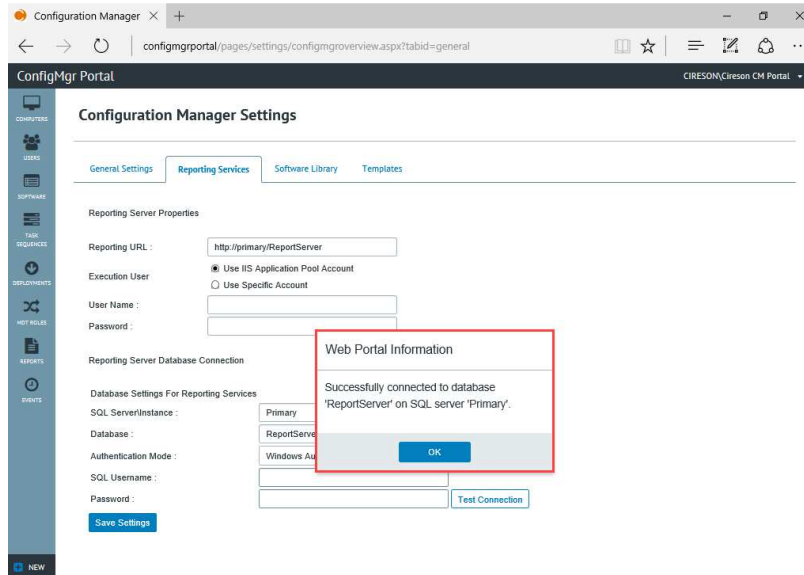 Configuration Manager
configmgrportal/pages/settings/configmgroverview.aspx?tabid=general
ConfigMgr Portal
CIRESON\Cireson CM Portal
COMPUTERS
USERS
SOFTWARE
TASK
SEQUENCES
DEPLOYMENTS
MGT ROLES
REPORTS
EVENTS
NEW
Configuration Manager Settings
General Settings Reporting Services Software Library Templates
Reporting Server Properties
Reporting URL : http://primary/ReportServer
Execution User Use IIS Application Pool Account
Use Specific Account
User Name :
Password :
Reporting Server Database Connection
Database Settings For Reporting Services
SQL Server\Instance : Primary
Database : ReportServe
Authentication Mode : Windows Au
SQL Username :
Password : Test Connection
Save Settings
Web Portal Information
Successfully connected to database
'ReportServer' on SQL server 'Primary'.
OK